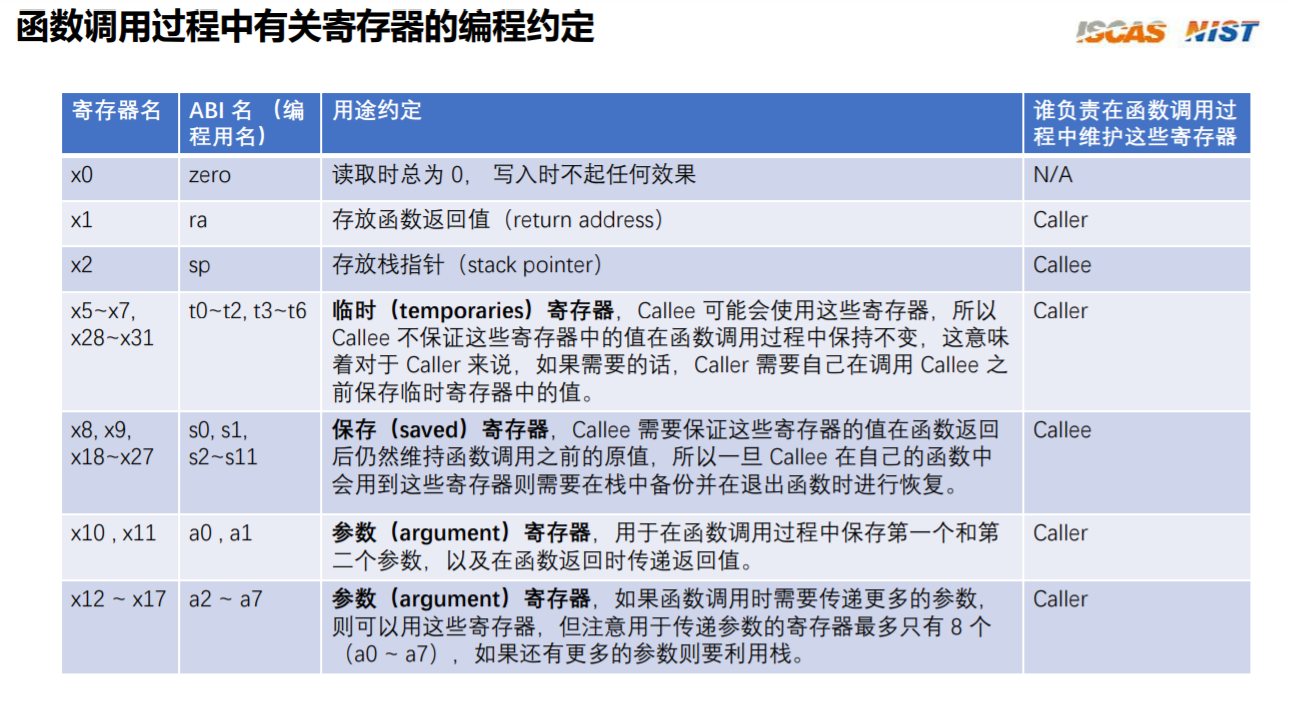 函数调用过程中有关寄存器的编程约定
ISCAS NIST
寄存器名
ABI 名 （编
程用名）
用途约定
谁负责在函数调用过
程中维护这些寄存器
x0
zero
读取时总为 0， 写入时不起任何效果
N/A
x1
ra
存放函数返回值（return address）
Caller
x2
sp
存放栈指针（stack pointer）
Callee
x5~x7,
x28~x31
t0~t2, t3~t6
临时（temporaries）寄存器，Callee 可能会使用这些寄存器，所以
Callee 不保证这些寄存器中的值在函数调用过程中保持不变，这意味
着对于 Caller 来说，如果需要的话，Caller 需要自己在调用 Callee 之
前保存临时寄存器中的值。
Caller
x8, x9,
x18~x27
s0, s1,
s2~s11
保存（saved）寄存器，Callee 需要保证这些寄存器的值在函数返回
后仍然维持函数调用之前的原值，所以一旦 Callee 在自己的函数中
会用到这些寄存器则需要在栈中备份并在退出函数时进行恢复。
Callee
x10 , x11
a0 , a1
参数（argument）寄存器，用于在函数调用过程中保存第一个和第
二个参数，以及在函数返回时传递返回值。
Caller
x12 ~ x17
a2 ~ a7
参数（argument）寄存器，如果函数调用时需要传递更多的参数，
则可以用这些寄存器，但注意用于传递参数的寄存器最多只有 8 个
（a0 ~ a7），如果还有更多的参数则要利用栈。
Caller